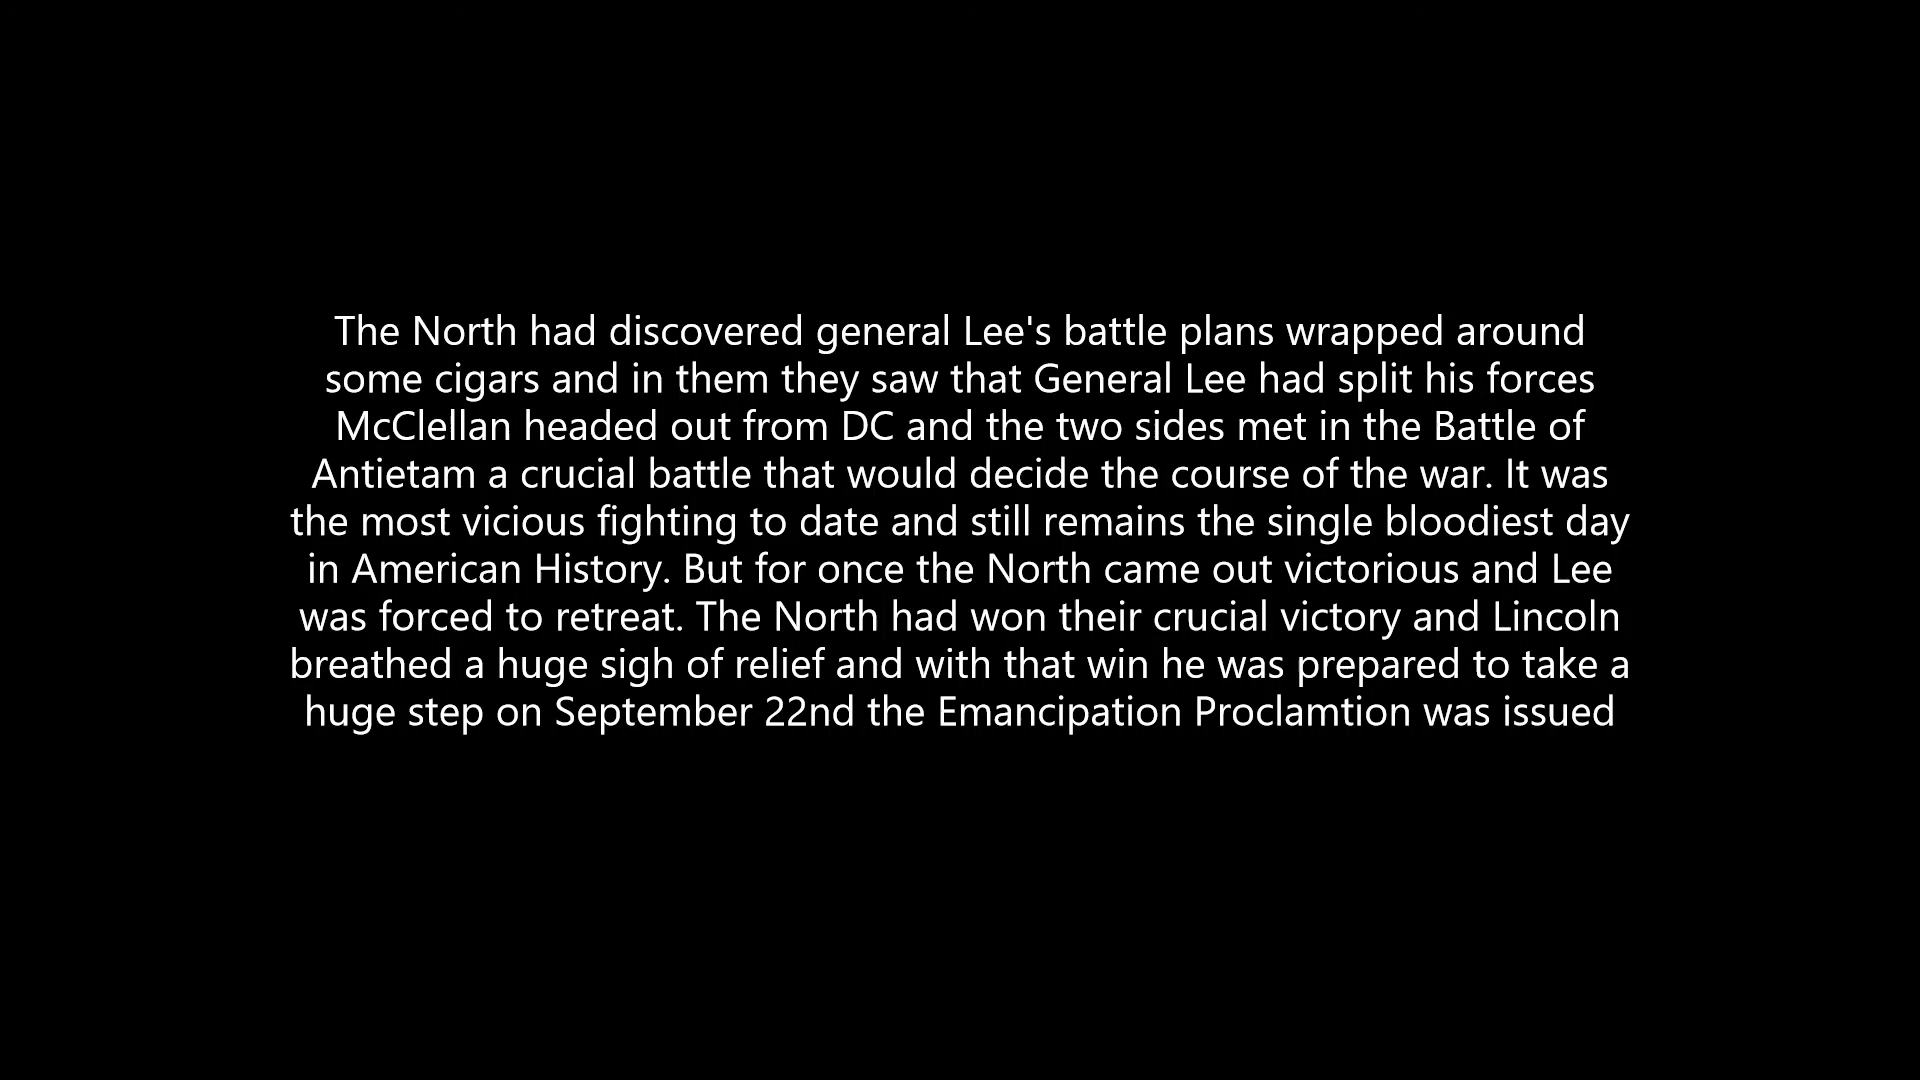 The North had discovered general Lee's battle plans wrapped around
some cigars and in them they saw that General Lee had split his forces
McClellan headed out from DC and the two sides met in the Battle of
Antietam a crucial battle that would decide the course of the war. It was
the most vicious fighting to date and still remains the single bloodiest day
in American History. But for once the North came out victorious and Lee
was forced to retreat. The North had won their crucial victory and Lincoln
breathed a huge sigh of relief and with that win he was prepared to take a
huge step on September 22nd the Emancipation Proclamtion was issued